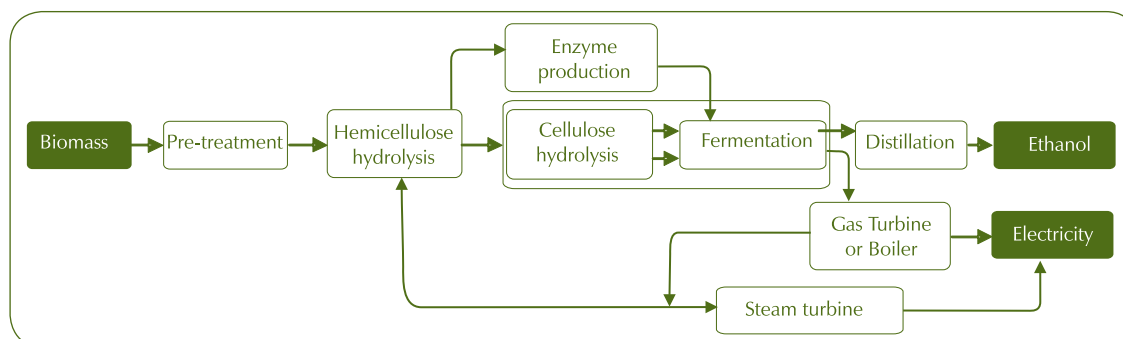 Enzyme
production
Biomass
Pre-treatment
Hemicellulose
hydrolysis
Cellulose
hydrolysis
Fermentation
Distillation
Ethanol
Gas Turbine
or Boiler
Electricity
Steam turbine